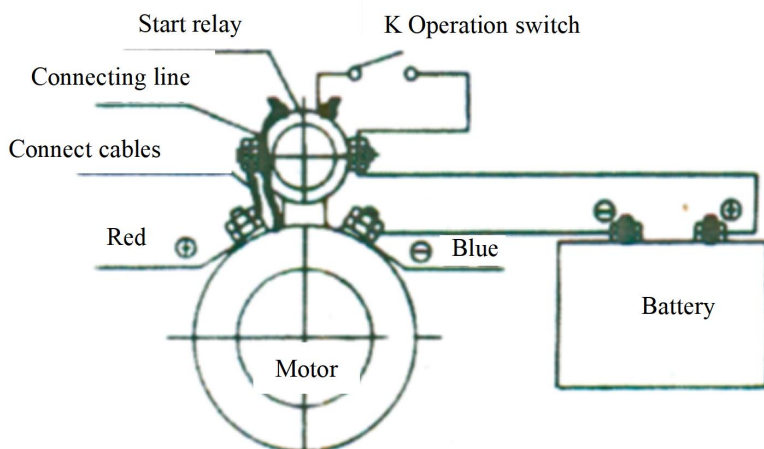 Start relay
K Operation switch
Connecting line
Connect cables
Red
⊕
⊖
Blue
⊖
⊕
Battery
Motor